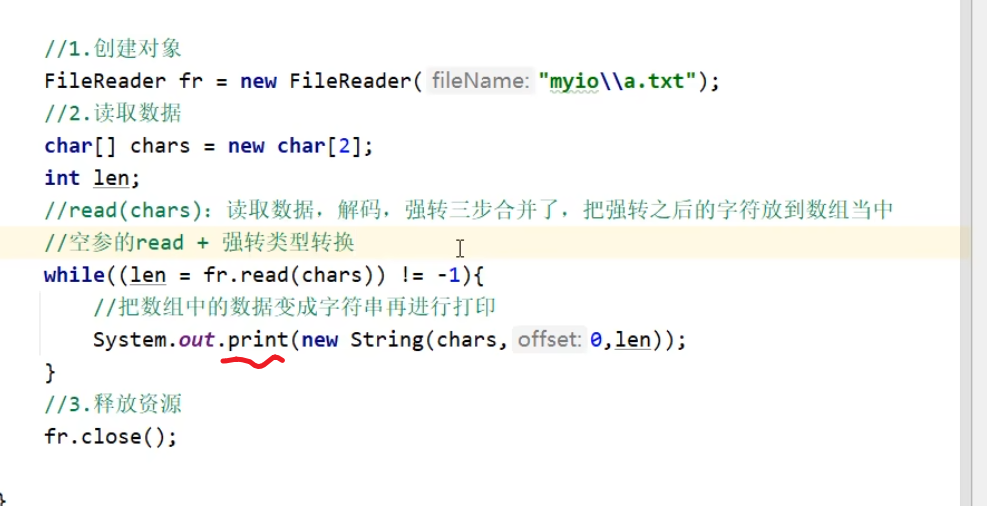 //1.创建对象
FileReader fr = new FileReader( fileName: "myio\\a.txt");
//2.读取数据
char[] chars = new char[2];
int len;
//read(chars): 读取数据，解码，强转三步合并了，把强转之后的字符放到数组当中
//空参的read + 强转类型转换
while((len = fr.read(chars)) != -1){
//把数组中的数据变成字符串再进行打印
System.out.print(new String(chars, offset: 0,len));
}
//3.释放资源
fr.close();
}